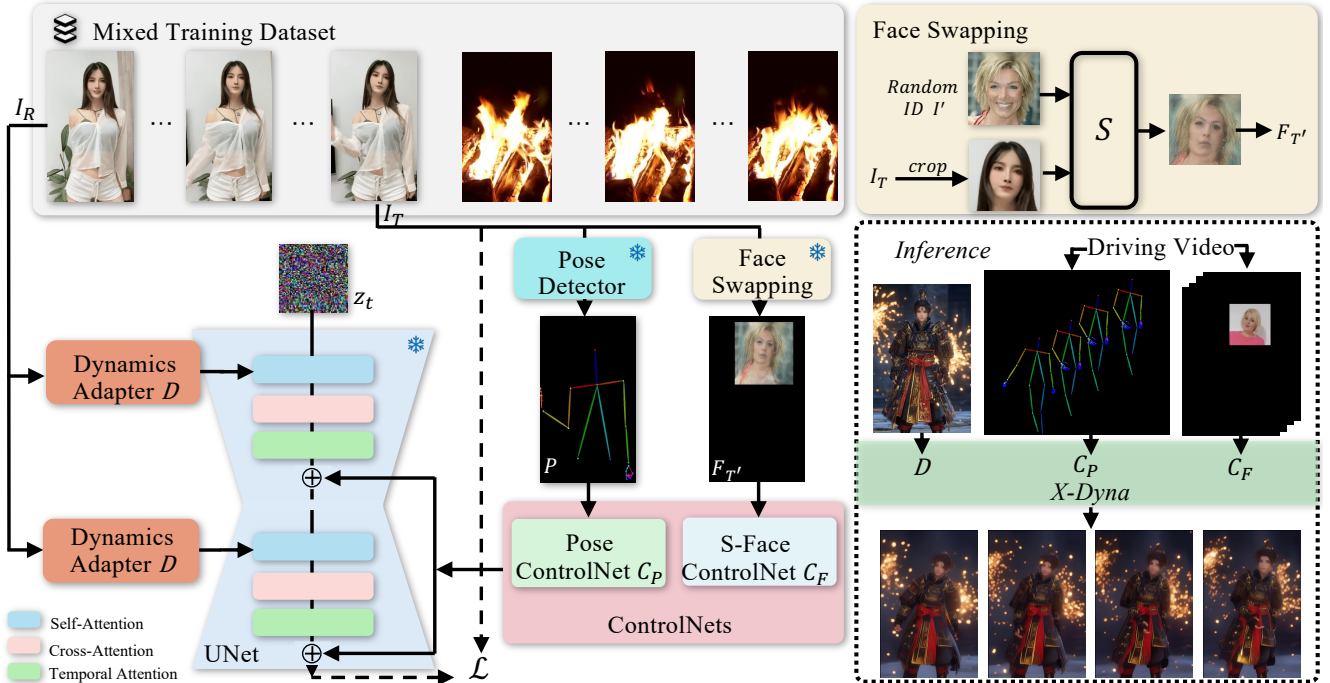 Mixed Training Dataset
I_R
...
...
...
...
I_T
Face Swapping
Random
ID I'
I_T
crop
S
F_T'
z_t
Pose
Detector
Face
Swapping
Inference
Driving Video
Dynamics
Adapter D
P
F_T'
D
C_P
C_F
X-Dyna
Dynamics
Adapter D
Pose
ControlNet C_P
S-Face
ControlNet C_F
ControlNets
Self-Attention
Cross-Attention
Temporal Attention
UNet
ℒ